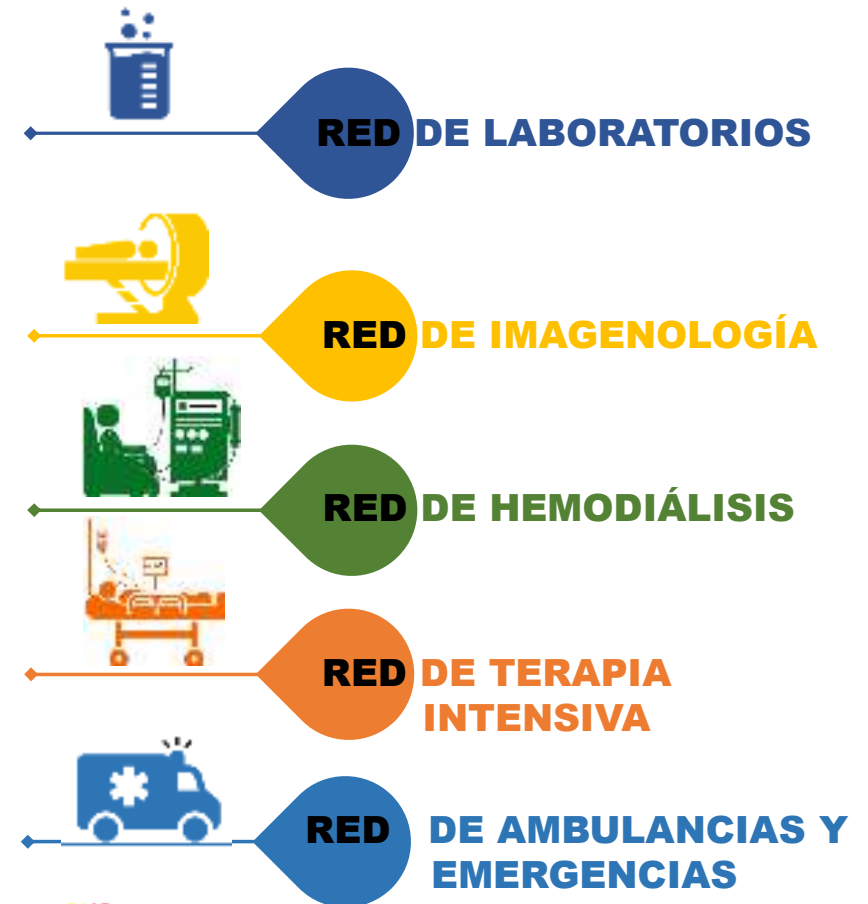 RED DE LABORATORIOS
RED DE IMAGENOLOGÍA
RED DE HEMODIÁLISIS
RED DE TERAPIA
INTENSIVA
RED DE AMBULANCIAS Y
EMERGENCIAS